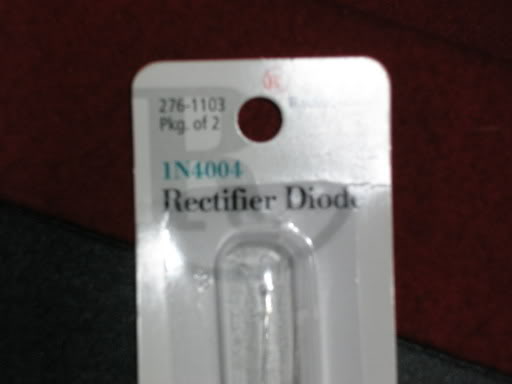 276-1103
Pkg. of 2
1N4004
Rectifier Diode